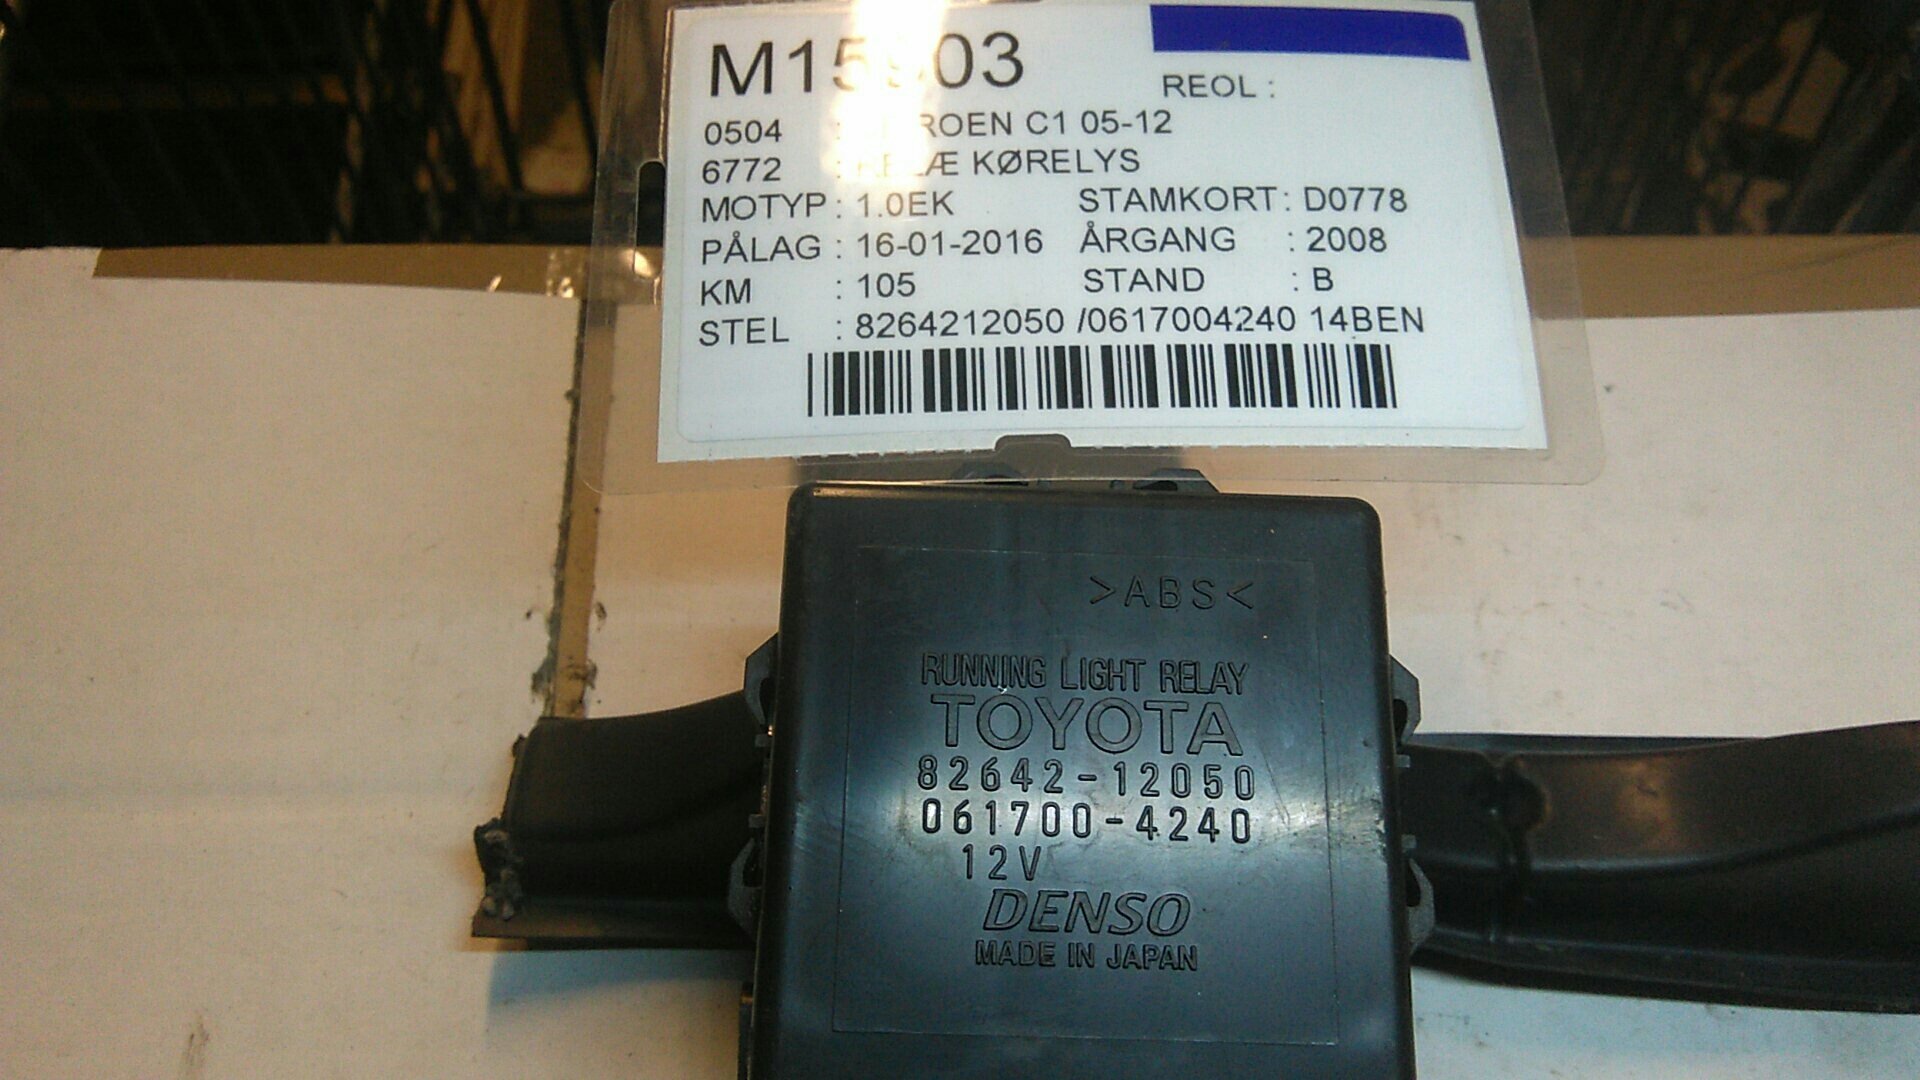 REOL :
0504 : C1 05-12
6772 : RELÆ KØRELYS
MOTYP : 1.0EK STAMKORT : D0778
PÅLAG : 16-01-2016 ÅRGANG : 2008
KM : 105 STAND : B
STEL : 8264212050 /0617004240 14BEN
>ABS<
RUNNING LIGHT RELAY
TOYOTA
82642-12050
061700-4240
12V
DENSO
MADE IN JAPAN